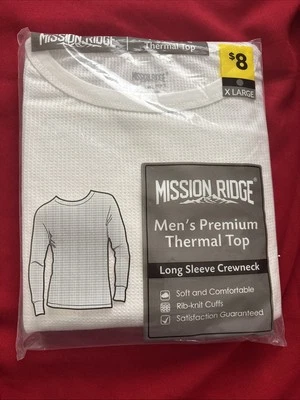 MISSION RIDGE
Thermal Top
$8
X LARGE
MISSION RIDGE
MISSION RIDGE
Men's Premium
Thermal Top
Long Sleeve Crewneck
Soft and Comfortable
Rib-knit Cuffs
Satisfaction Guaranteed